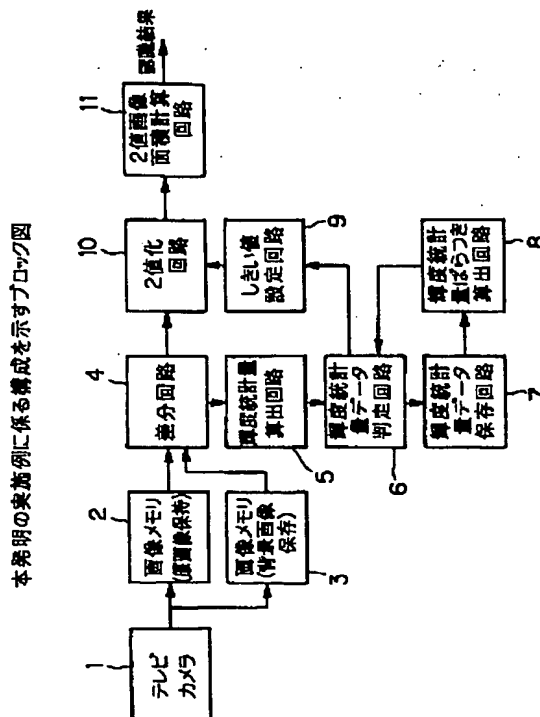 本発明の実施例に係る構成を示すブロック図
1
テレビ
カメラ
2
画像メモリ
(原画像保持)
画像メモリ
(背景画像
保存)
3
4
差分回路
輝度統計量
算出回路
5
輝度統計
量データ
判定回路
6
輝度統計
量データ
保存回路
7
輝度統計
量ばらつき
算出回路
8
しきい値
設定回路
9
10
2値化
回路
11
2値画像
面積計算
回路
認識結果